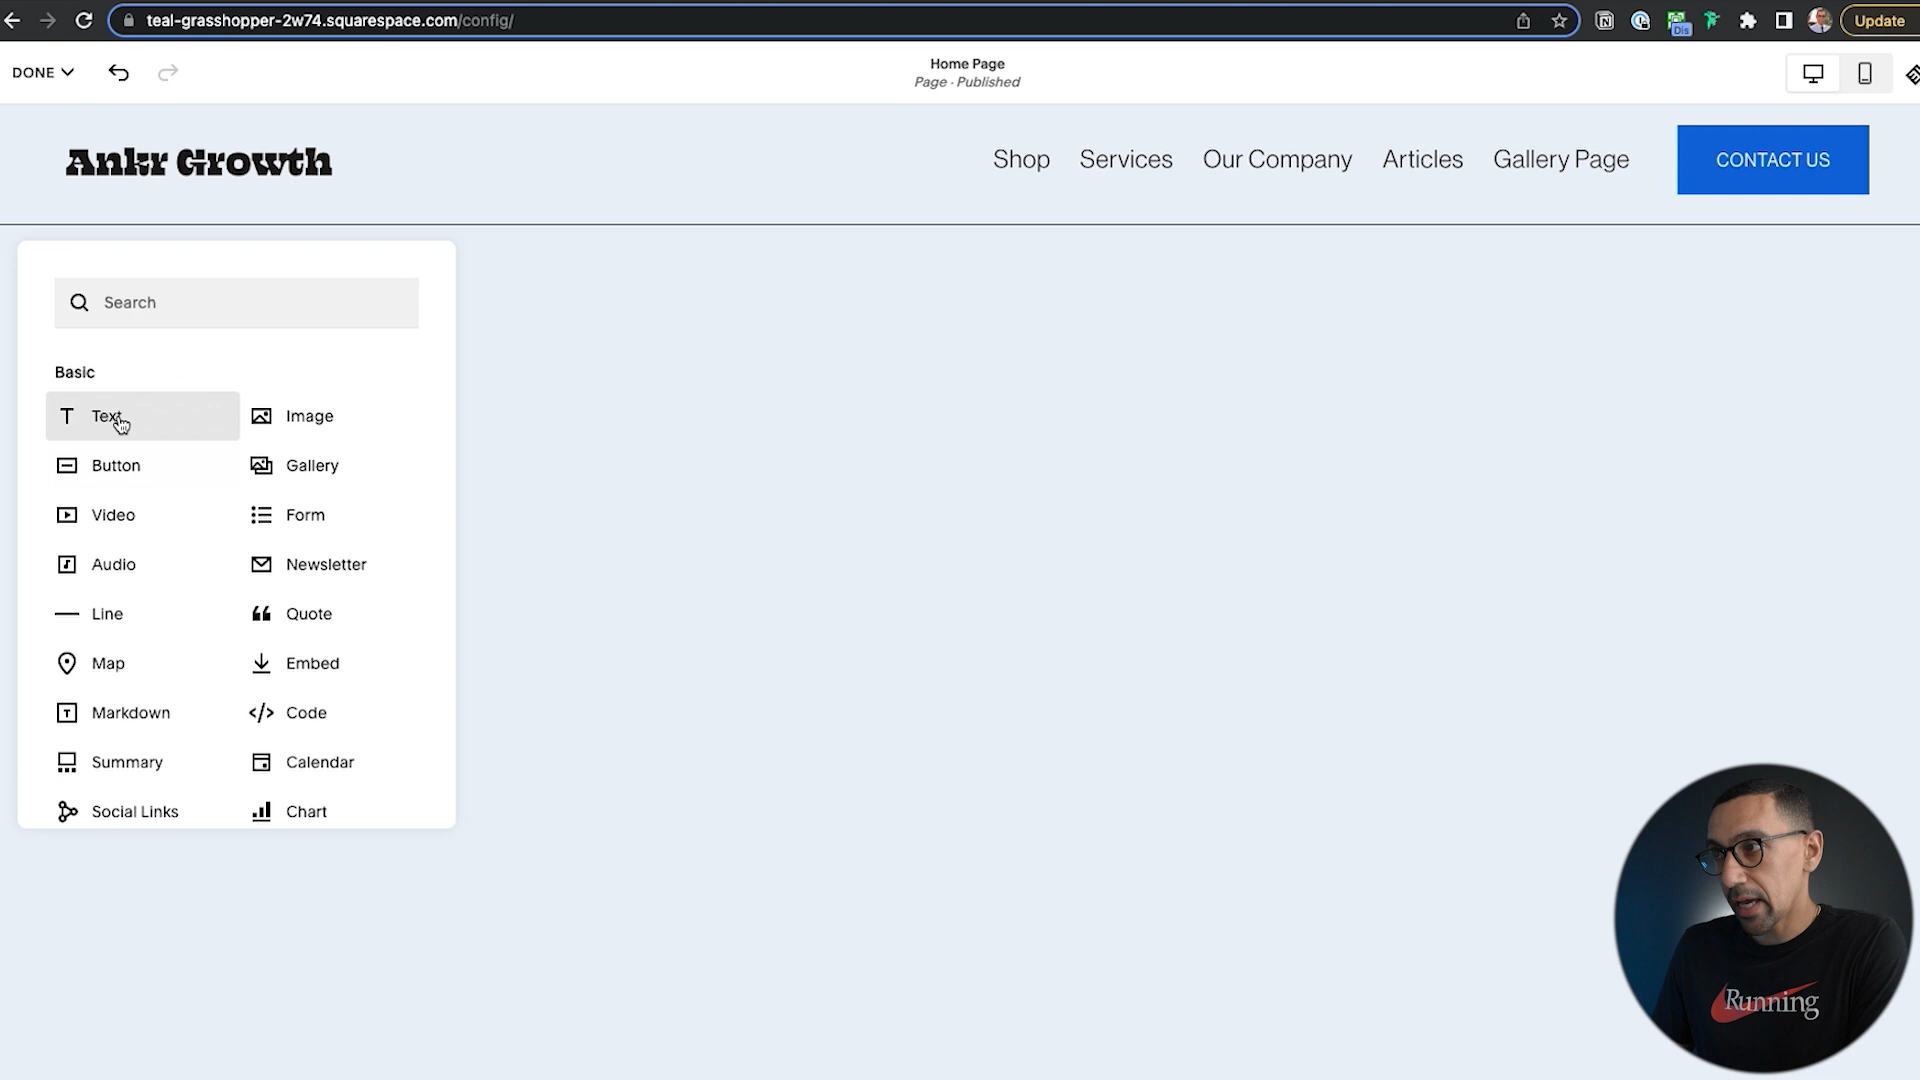 teal-grasshopper-2w74.squarespace.com/config/
Dis
Update
DONE
Home Page
Page · Published
Ankr Growth
Shop
Services
Our Company
Articles
Gallery Page
CONTACT US
Search
Basic
Text
Image
Button
Gallery
Video
Form
Audio
Newsletter
Line
Quote
Map
Embed
Markdown
Code
Summary
Calendar
Social Links
Chart
Running